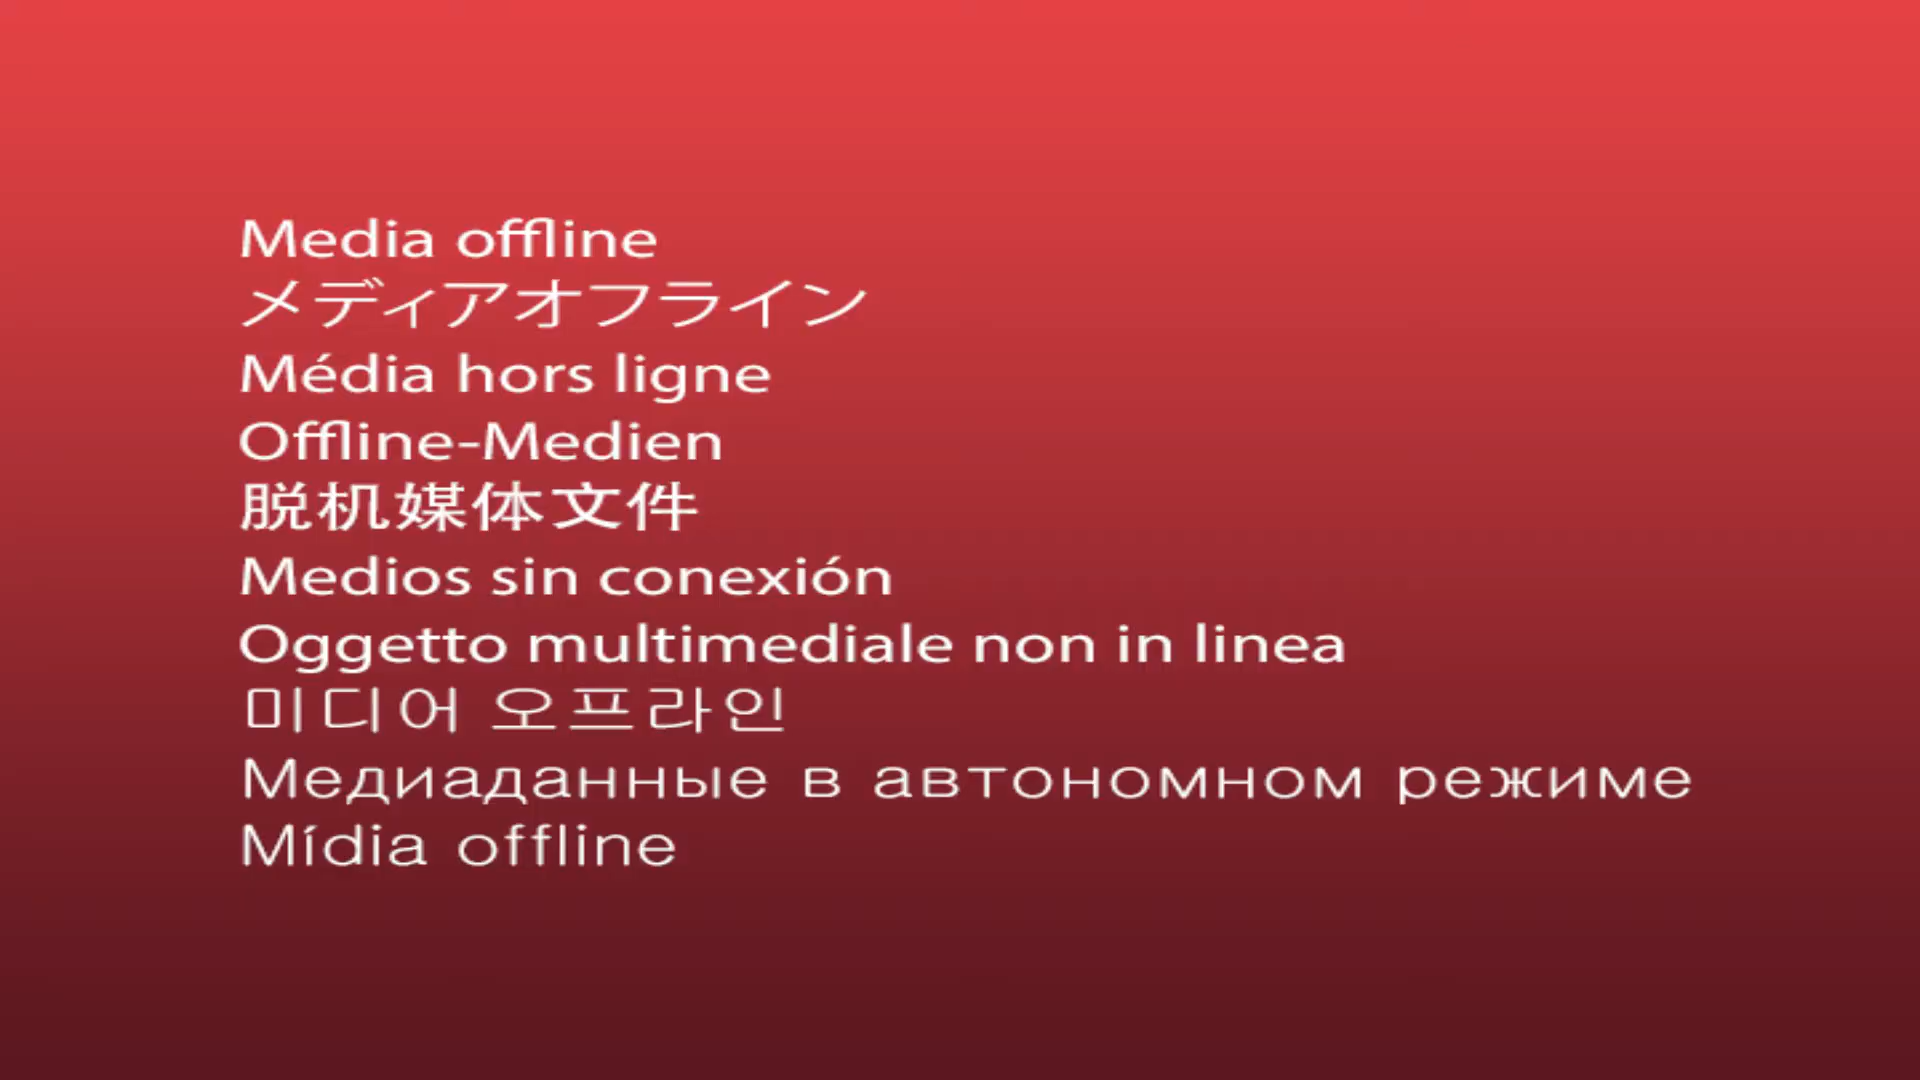 Media offline
メディアオフライン
Média hors ligne
Offline-Medien
脱机媒体文件
Medios sin conexión
Oggetto multimediale non in linea
미디어 오프라인
Медиаданные в автономном режиме
Mídia offline